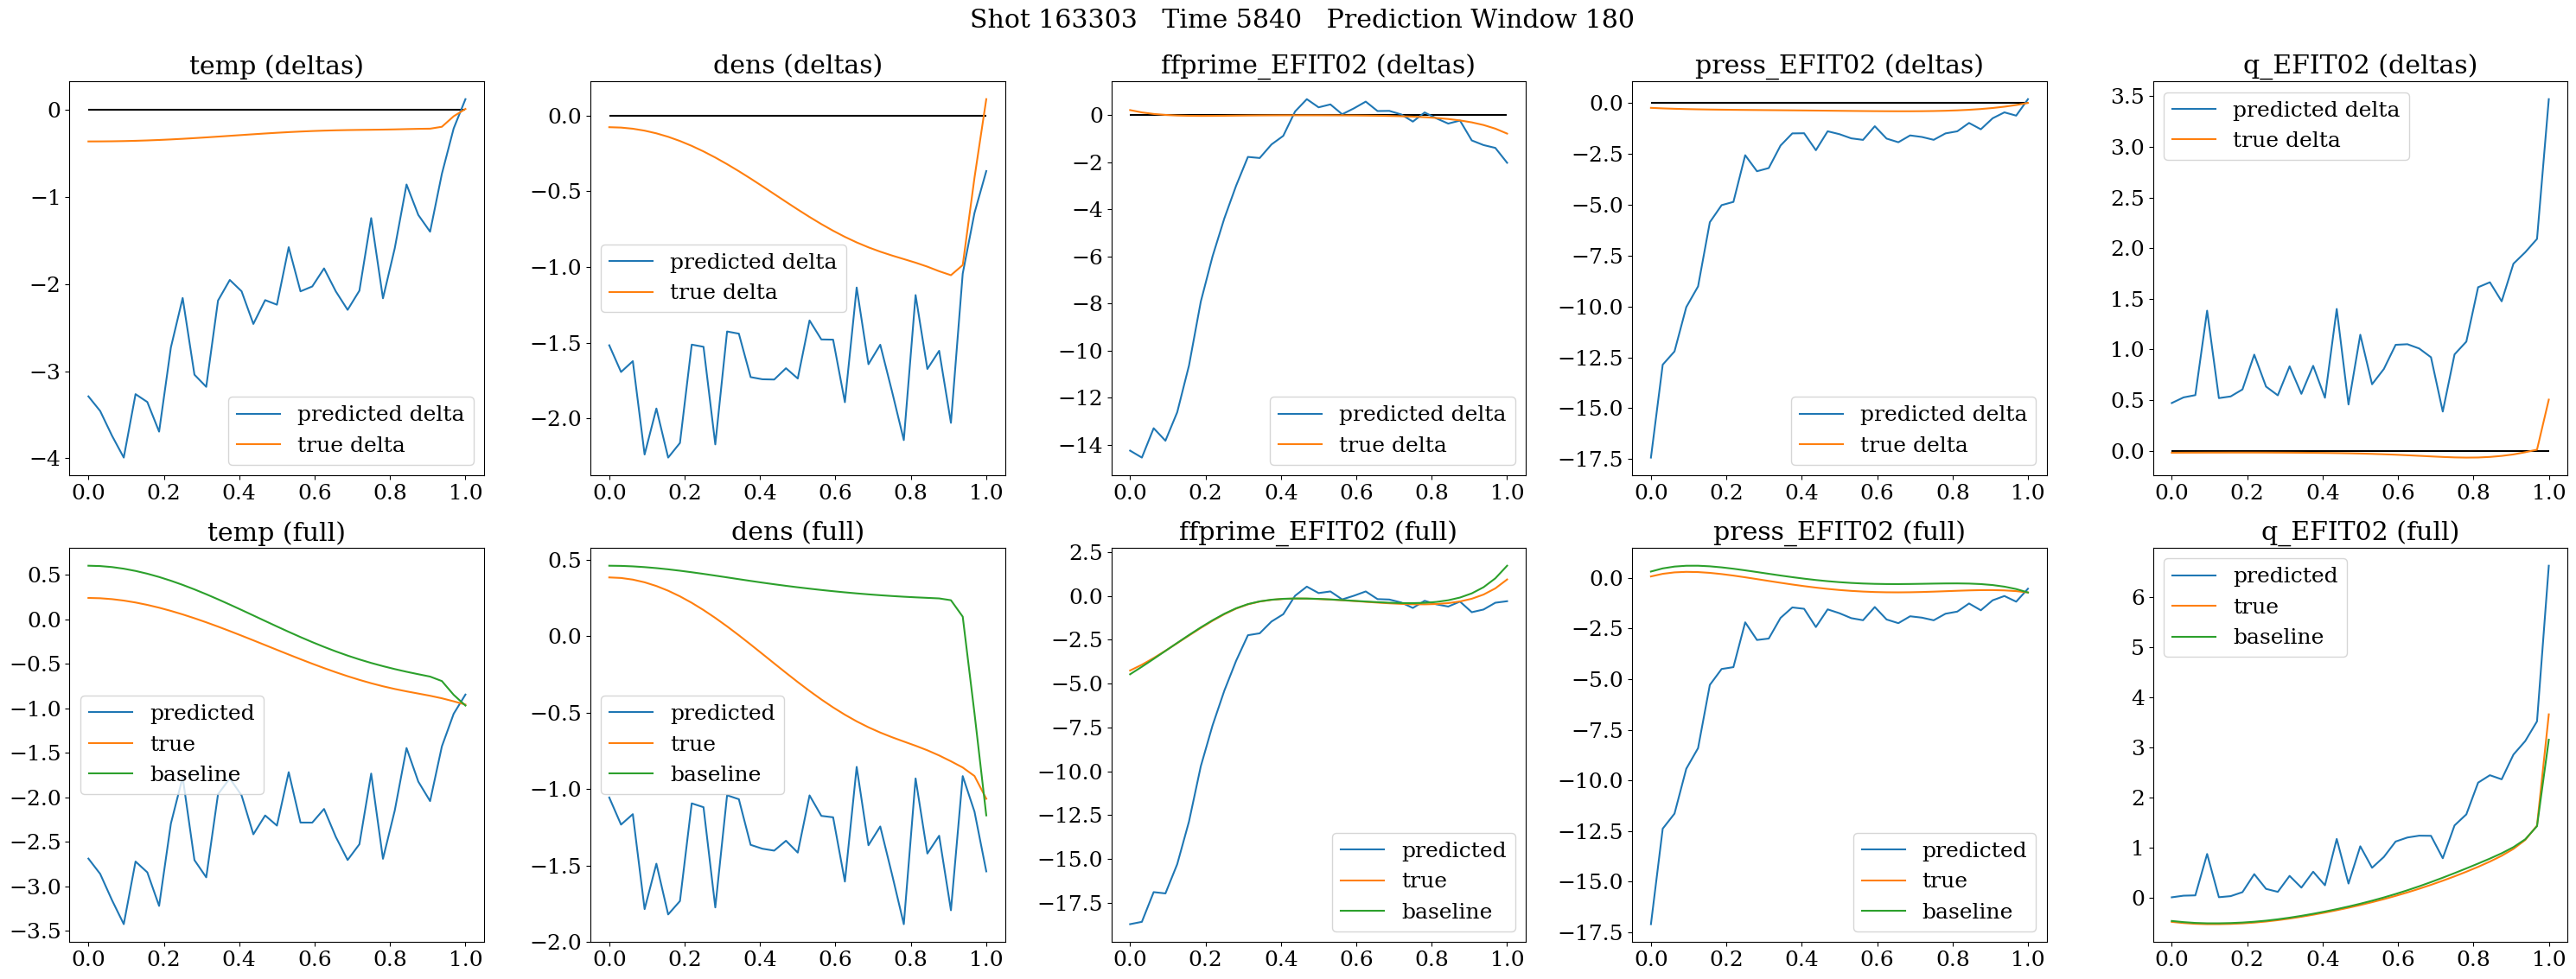 Shot 163303   Time 5840   Prediction Window 180
temp (deltas)
0
−1
−2
−3
−4
0.0 0.2 0.4 0.6 0.8 1.0
predicted delta
true delta
dens (deltas)
0.0
−0.5
−1.0
−1.5
−2.0
0.0 0.2 0.4 0.6 0.8 1.0
predicted delta
true delta
ffprime_EFIT02 (deltas)
0
−2
−4
−6
−8
−10
−12
−14
0.0 0.2 0.4 0.6 0.8 1.0
predicted delta
true delta
press_EFIT02 (deltas)
0.0
−2.5
−5.0
−7.5
−10.0
−12.5
−15.0
−17.5
0.0 0.2 0.4 0.6 0.8 1.0
predicted delta
true delta
q_EFIT02 (deltas)
3.5
3.0
2.5
2.0
1.5
1.0
0.5
0.0
0.0 0.2 0.4 0.6 0.8 1.0
predicted delta
true delta
temp (full)
0.5
0.0
−0.5
−1.0
−1.5
−2.0
−2.5
−3.0
−3.5
0.0 0.2 0.4 0.6 0.8 1.0
predicted
true
baseline
dens (full)
0.5
0.0
−0.5
−1.0
−1.5
−2.0
0.0 0.2 0.4 0.6 0.8 1.0
predicted
true
baseline
ffprime_EFIT02 (full)
2.5
0.0
−2.5
−5.0
−7.5
−10.0
−12.5
−15.0
−17.5
0.0 0.2 0.4 0.6 0.8 1.0
predicted
true
baseline
press_EFIT02 (full)
0.0
−2.5
−5.0
−7.5
−10.0
−12.5
−15.0
−17.5
0.0 0.2 0.4 0.6 0.8 1.0
predicted
true
baseline
q_EFIT02 (full)
6
5
4
3
2
1
0
0.0 0.2 0.4 0.6 0.8 1.0
predicted
true
baseline